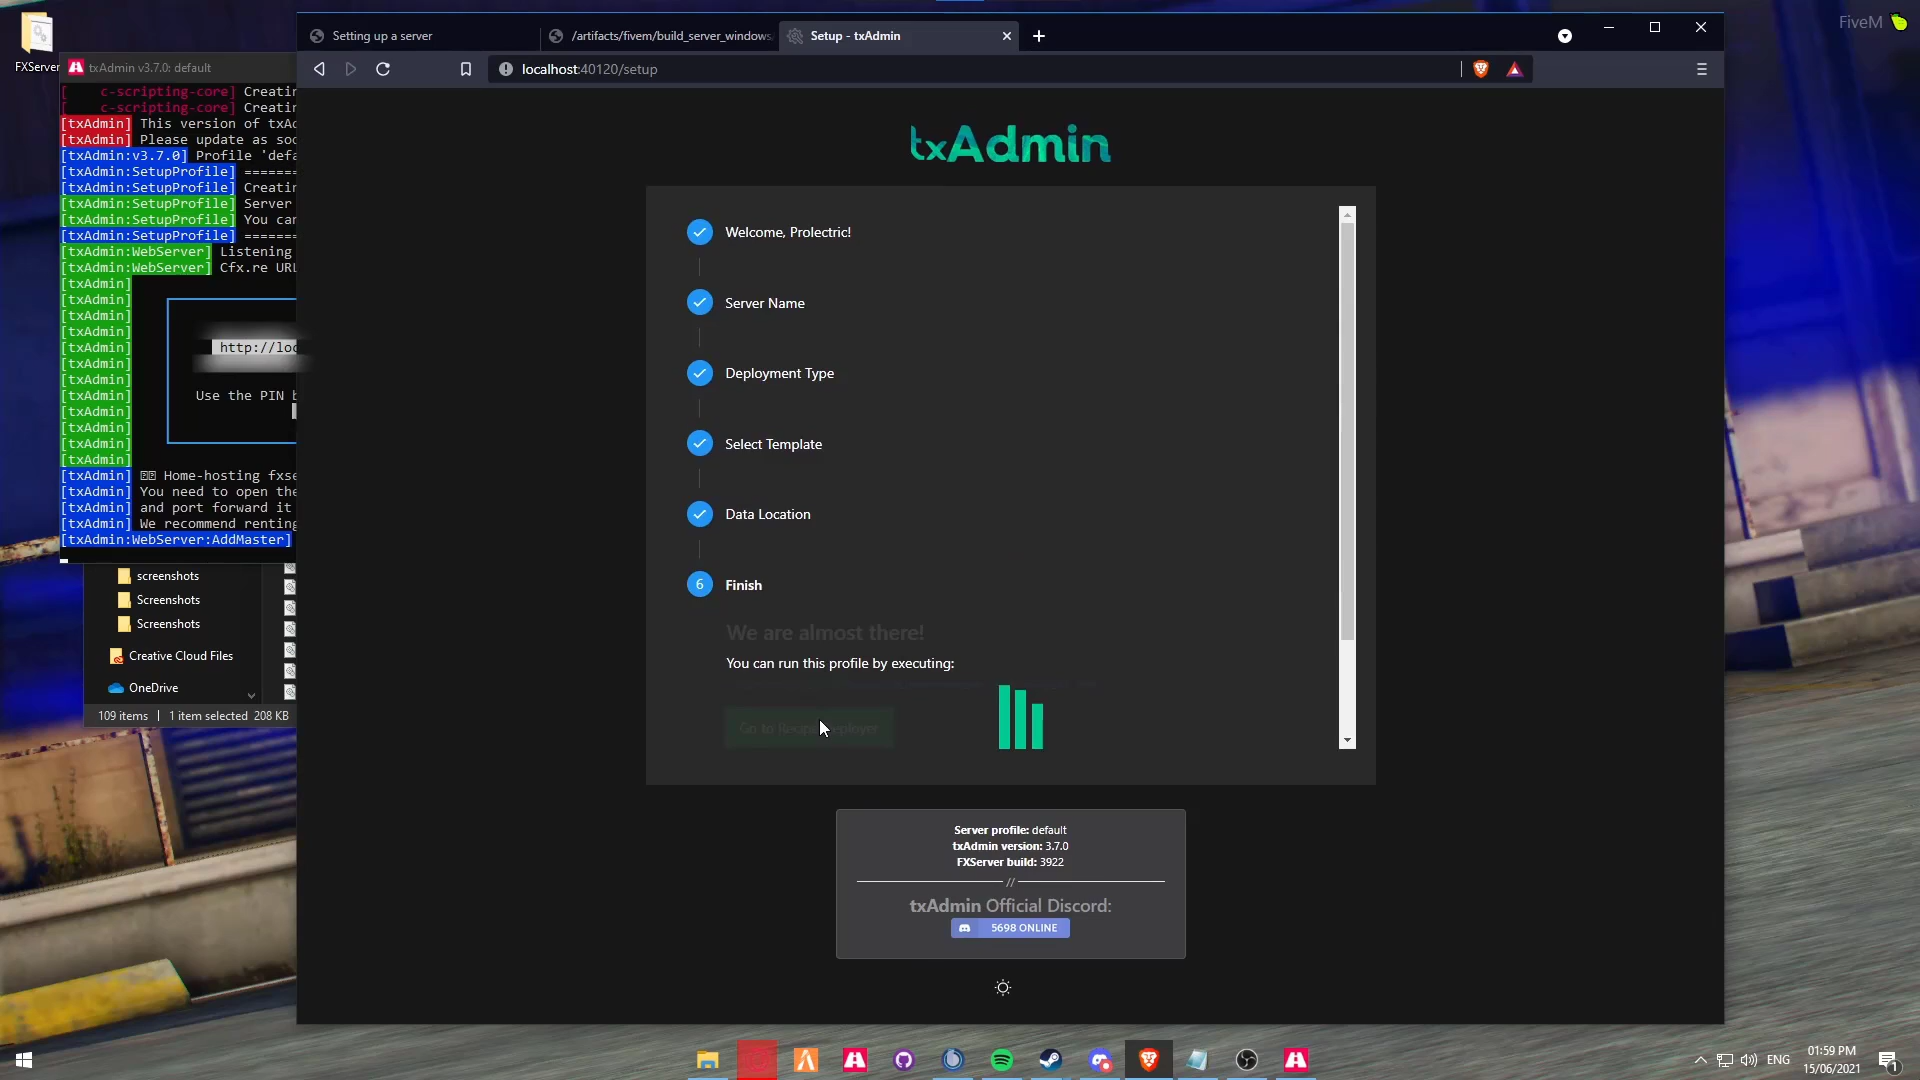 FXServer
FiveM
Setting up a server
/artifacts/fivem/build_server_windows
Setup - txAdmin
localhost:40120/setup
txAdmin v3.7.0: default
[ c-scripting-core] Creatin
[ c-scripting-core] Creatin
[txAdmin] This version of txAd
[txAdmin] Please update as soo
[txAdmin:v3.7.0] Profile 'defa
[txAdmin:SetupProfile] =======
[txAdmin:SetupProfile] Creatin
[txAdmin:SetupProfile] Server
[txAdmin:SetupProfile] You can
[txAdmin:SetupProfile] =======
[txAdmin:WebServer] Listening
[txAdmin:WebServer] Cfx.re URL
[txAdmin]
[txAdmin]
[txAdmin]
[txAdmin]
[txAdmin] http://loc
[txAdmin]
[txAdmin]
[txAdmin] Use the PIN b
[txAdmin]
[txAdmin]
[txAdmin]
[txAdmin]
[txAdmin] Home-hosting fxse
[txAdmin] You need to open the
[txAdmin] and port forward it
[txAdmin] We recommend renting
[txAdmin:WebServer:AddMaster]
screenshots
Screenshots
Screenshots
Creative Cloud Files
OneDrive
109 items
1 item selected 208 KB
txAdmin
Welcome, Prolectric!
Server Name
Deployment Type
Select Template
Data Location
6 Finish
We are almost there!
You can run this profile by executing:
Go to
Server profile: default
txAdmin version: 3.7.0
FXServer build: 3922
//
txAdmin Official Discord:
5698 ONLINE
ENG
01:59 PM
15/06/2021
1